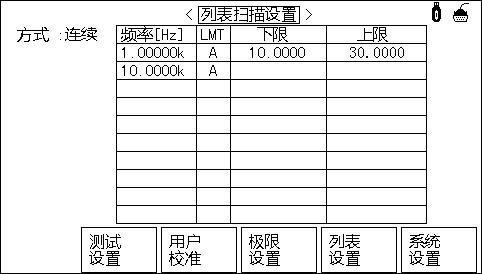 < 列表扫描设置 >
方式 :连续
频率[Hz] LMT 下限 上限
1.00000k A 10.0000 30.0000
10.0000k A
测试设置 用户校准 极限设置 列表设置 系统设置